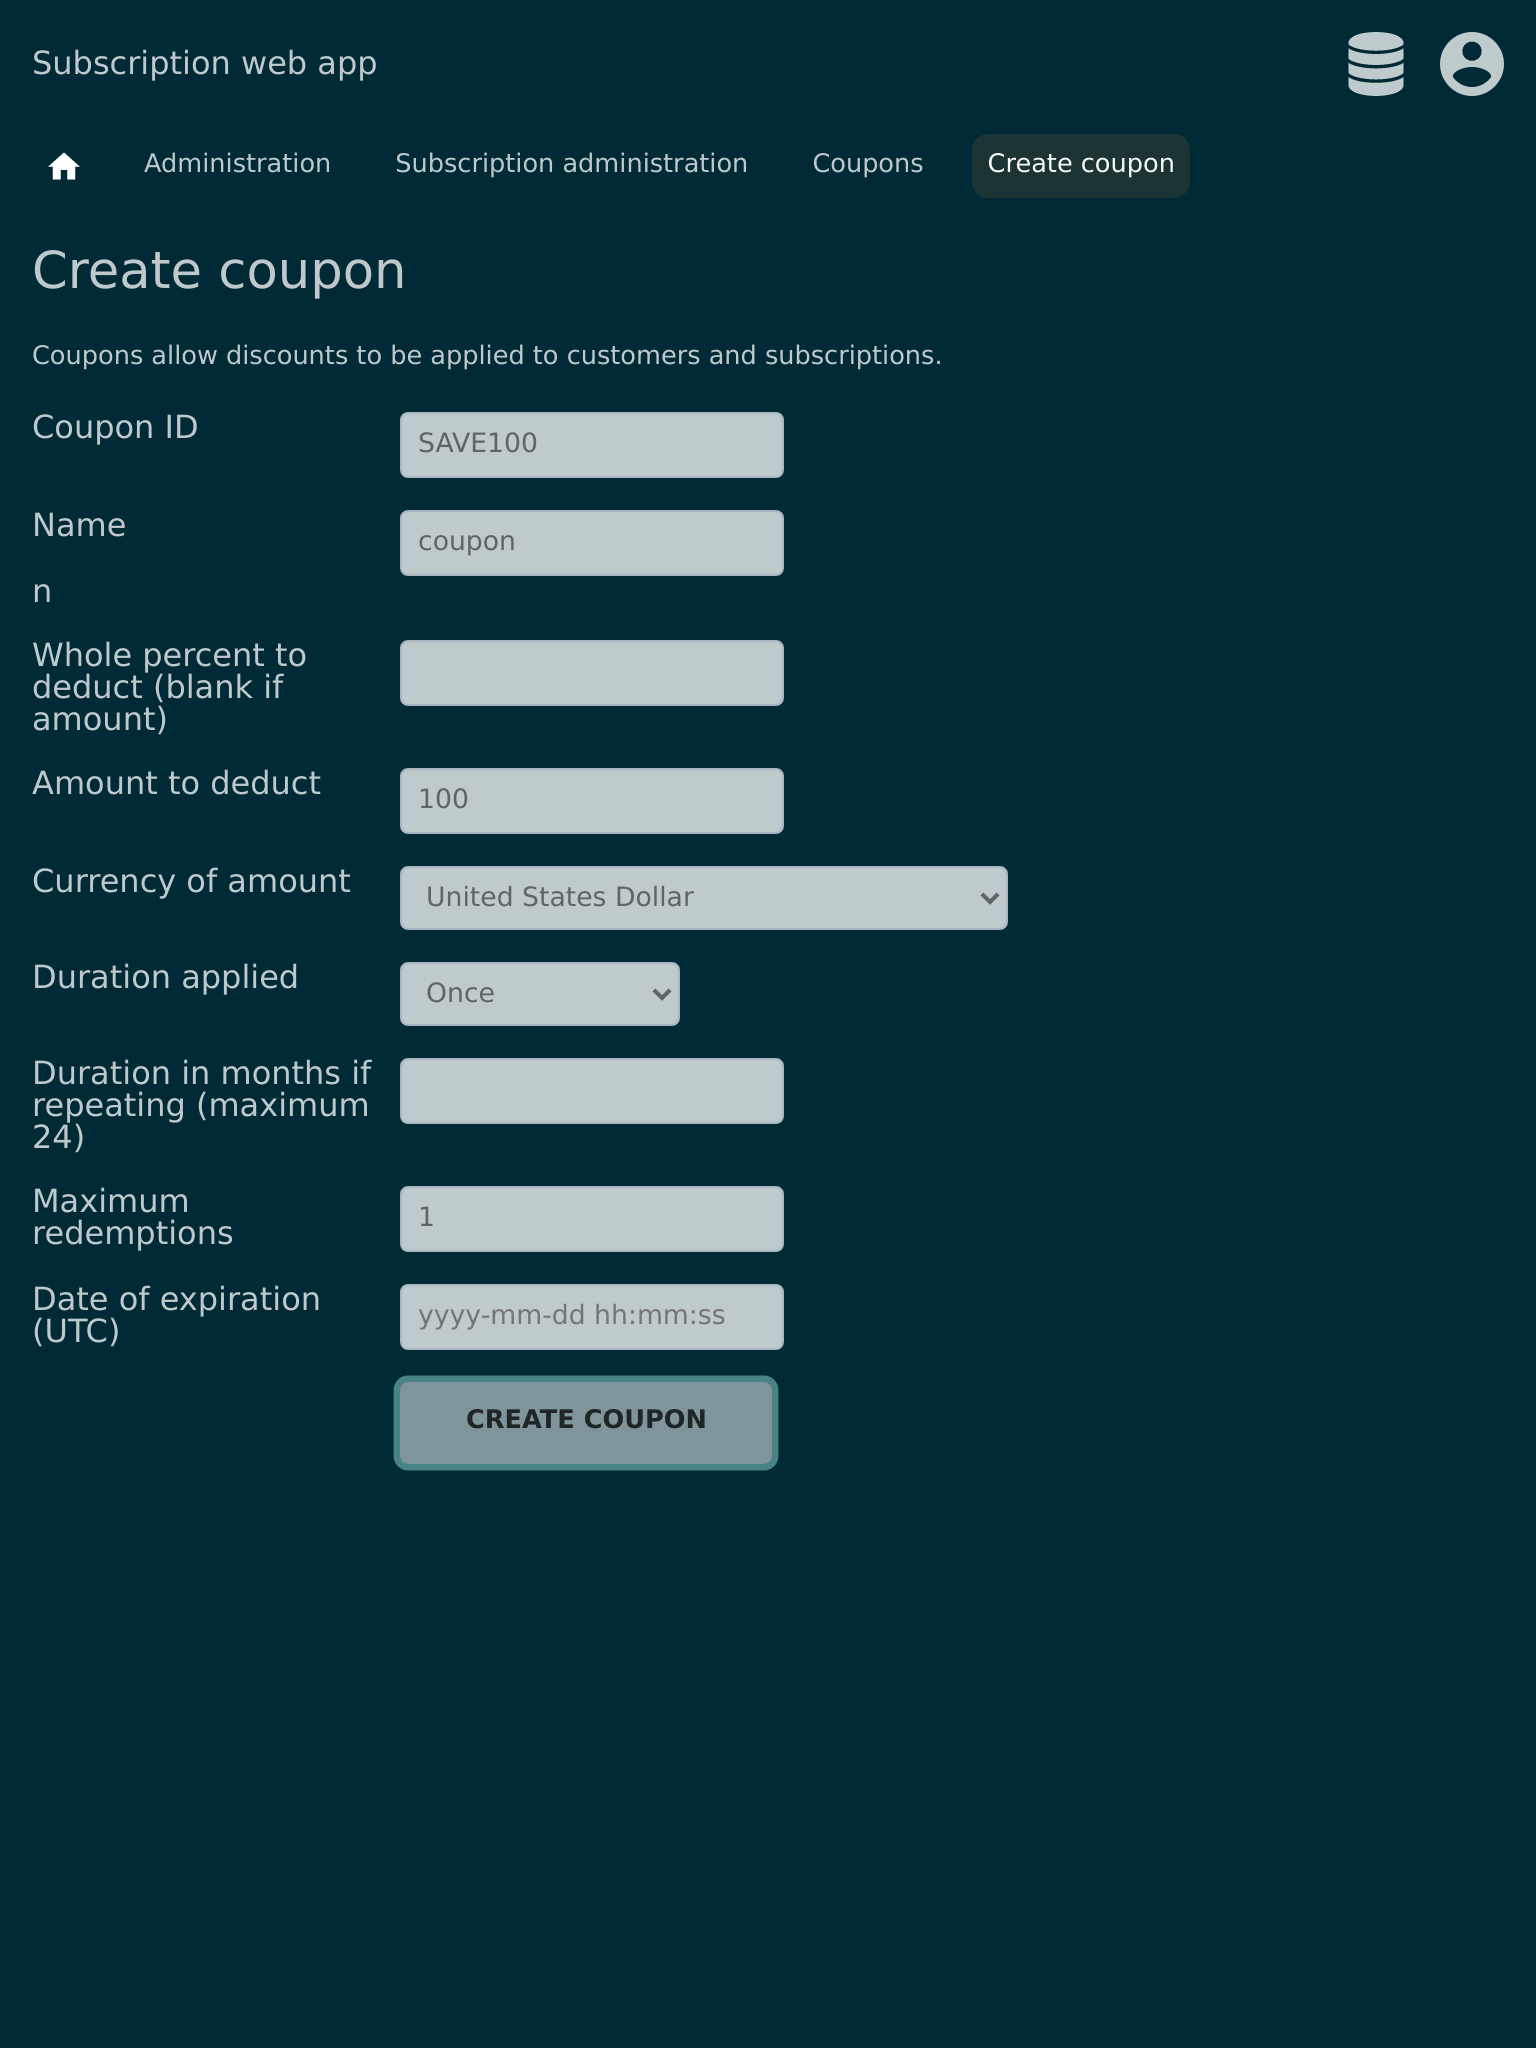 Subscription web app
Administration Subscription administration Coupons Create coupon
Create coupon
Coupons allow discounts to be applied to customers and subscriptions.
Coupon ID
SAVE100
Name
coupon
n
Whole percent to
deduct (blank if
amount)
Amount to deduct
100
Currency of amount
United States Dollar
Duration applied
Once
Duration in months if
repeating (maximum
24)
Maximum
redemptions
1
Date of expiration
(UTC)
yyyy-mm-dd hh:mm:ss
CREATE COUPON